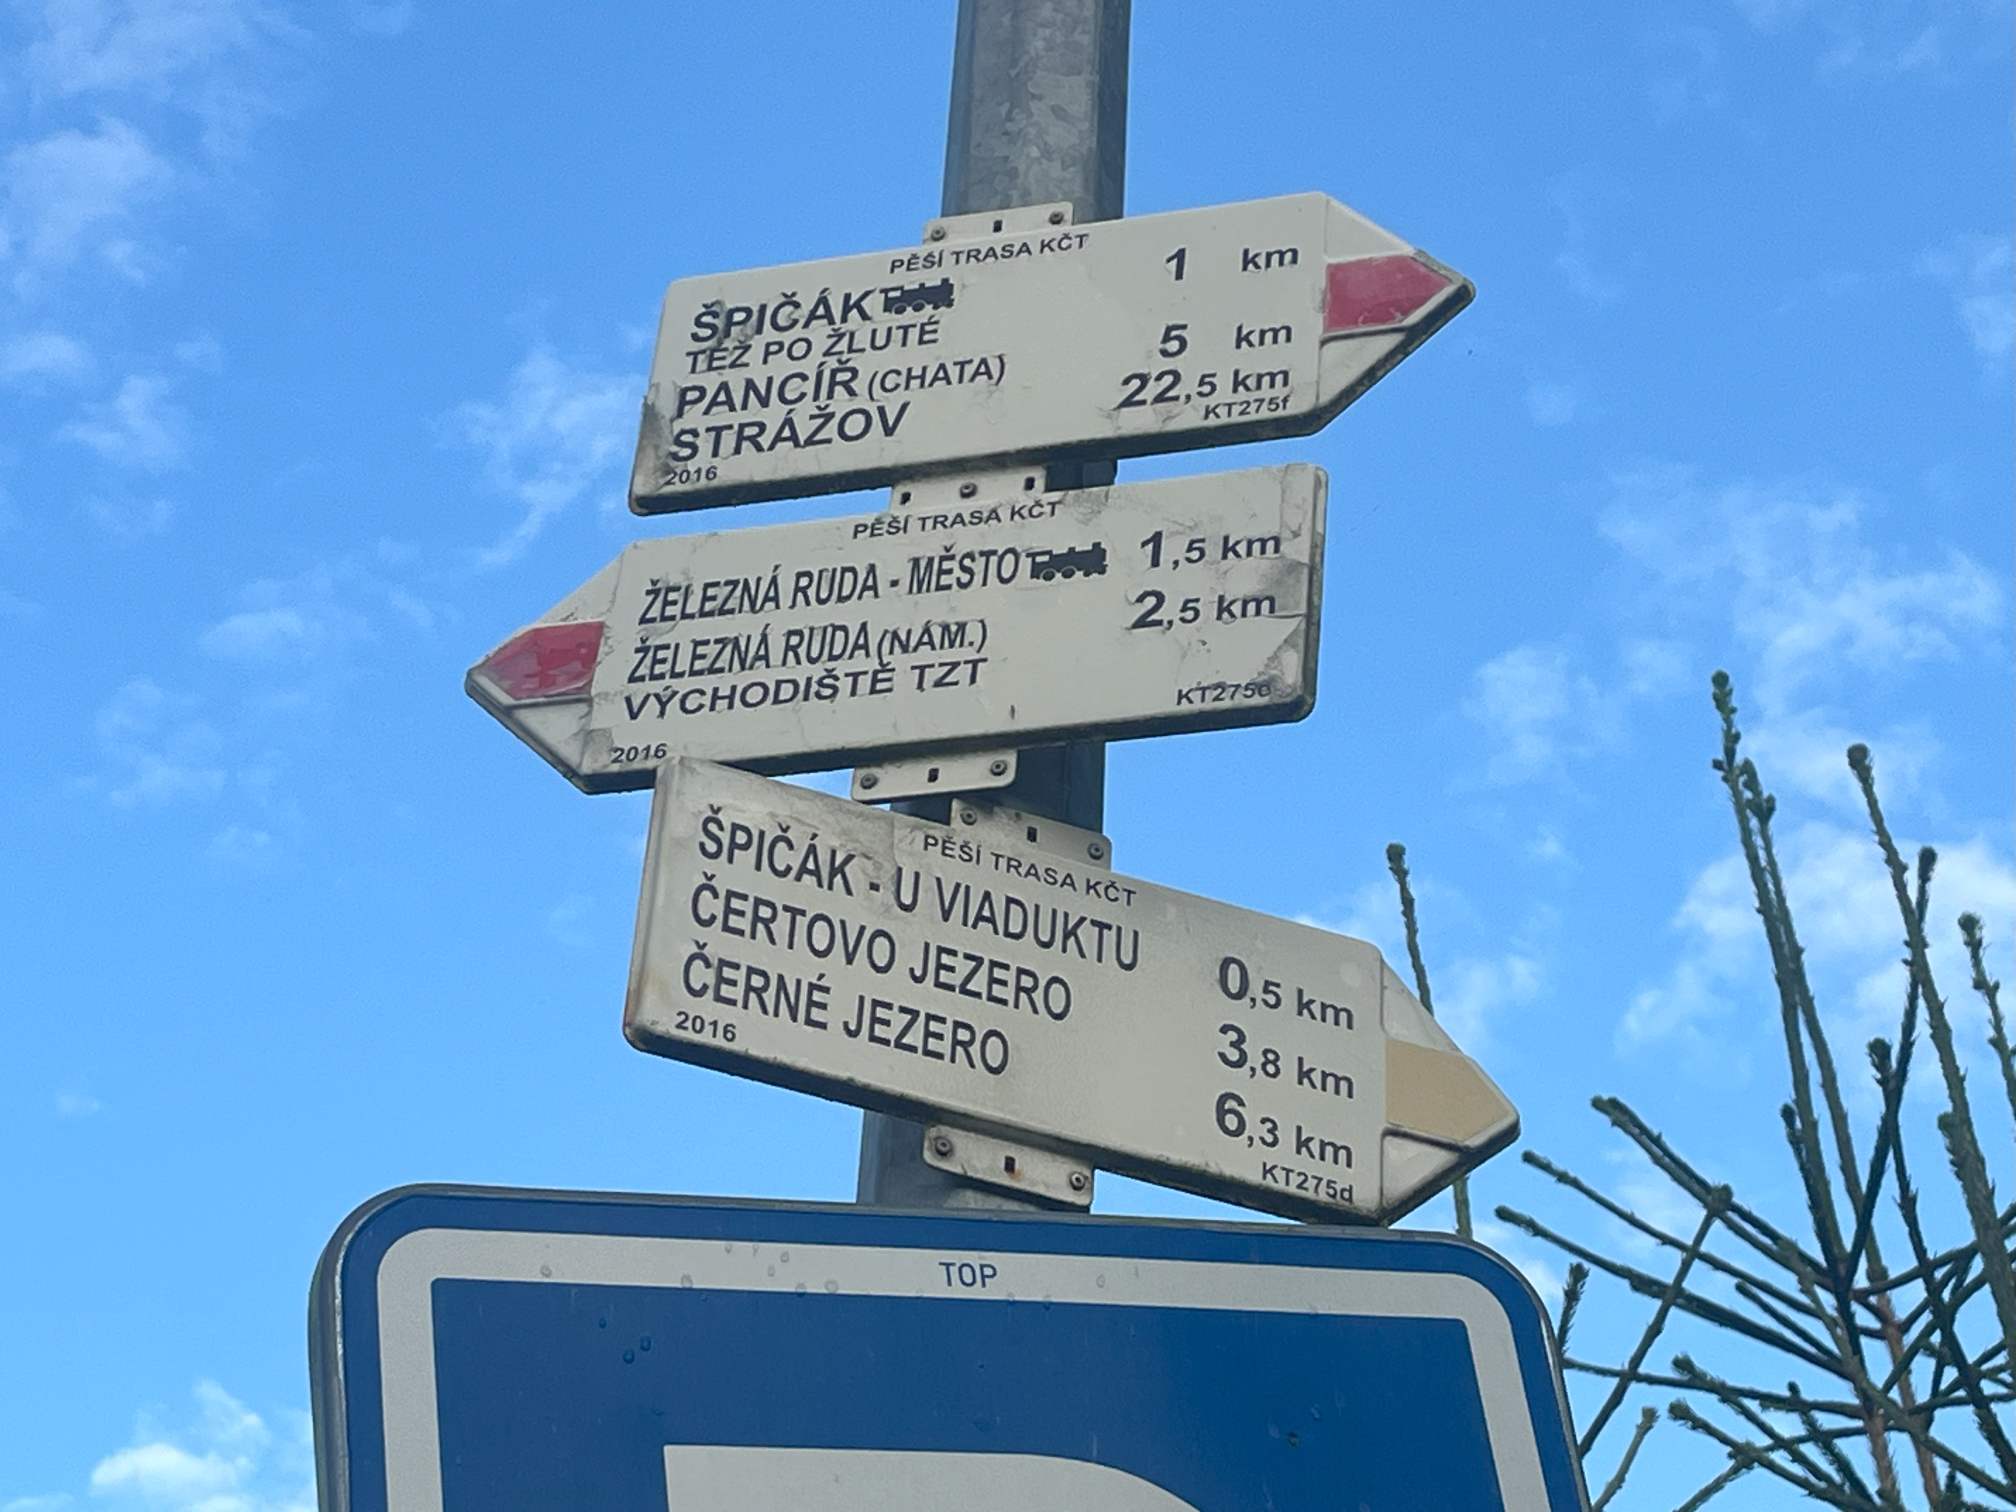 PĚŠÍ TRASA KČT
ŠPIČÁK 1 km
TÉŽ PO ŽLUTÉ
PANCÍŘ (CHATA) 5 km
STRÁŽOV 22,5 km
2016 KT275f
PĚŠÍ TRASA KČT
ŽELEZNÁ RUDA - MĚSTO 1,5 km
ŽELEZNÁ RUDA (NÁM.) 2,5 km
VÝCHODIŠTĚ TZT
2016
PĚŠÍ TRASA KČT
ŠPIČÁK - U VIADUKTU 0,5 km
ČERTOVO JEZERO 3,8 km
ČERNÉ JEZERO 6,3 km
2016 KT275d
TOP